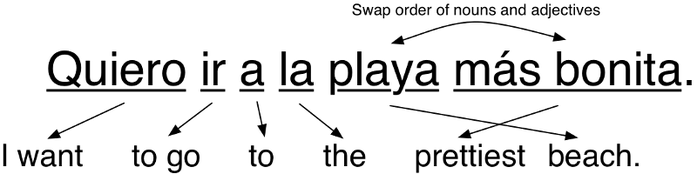 Swap order of nouns and adjectives
Quiero ir a la playa más bonita.
I want to go to the prettiest beach.